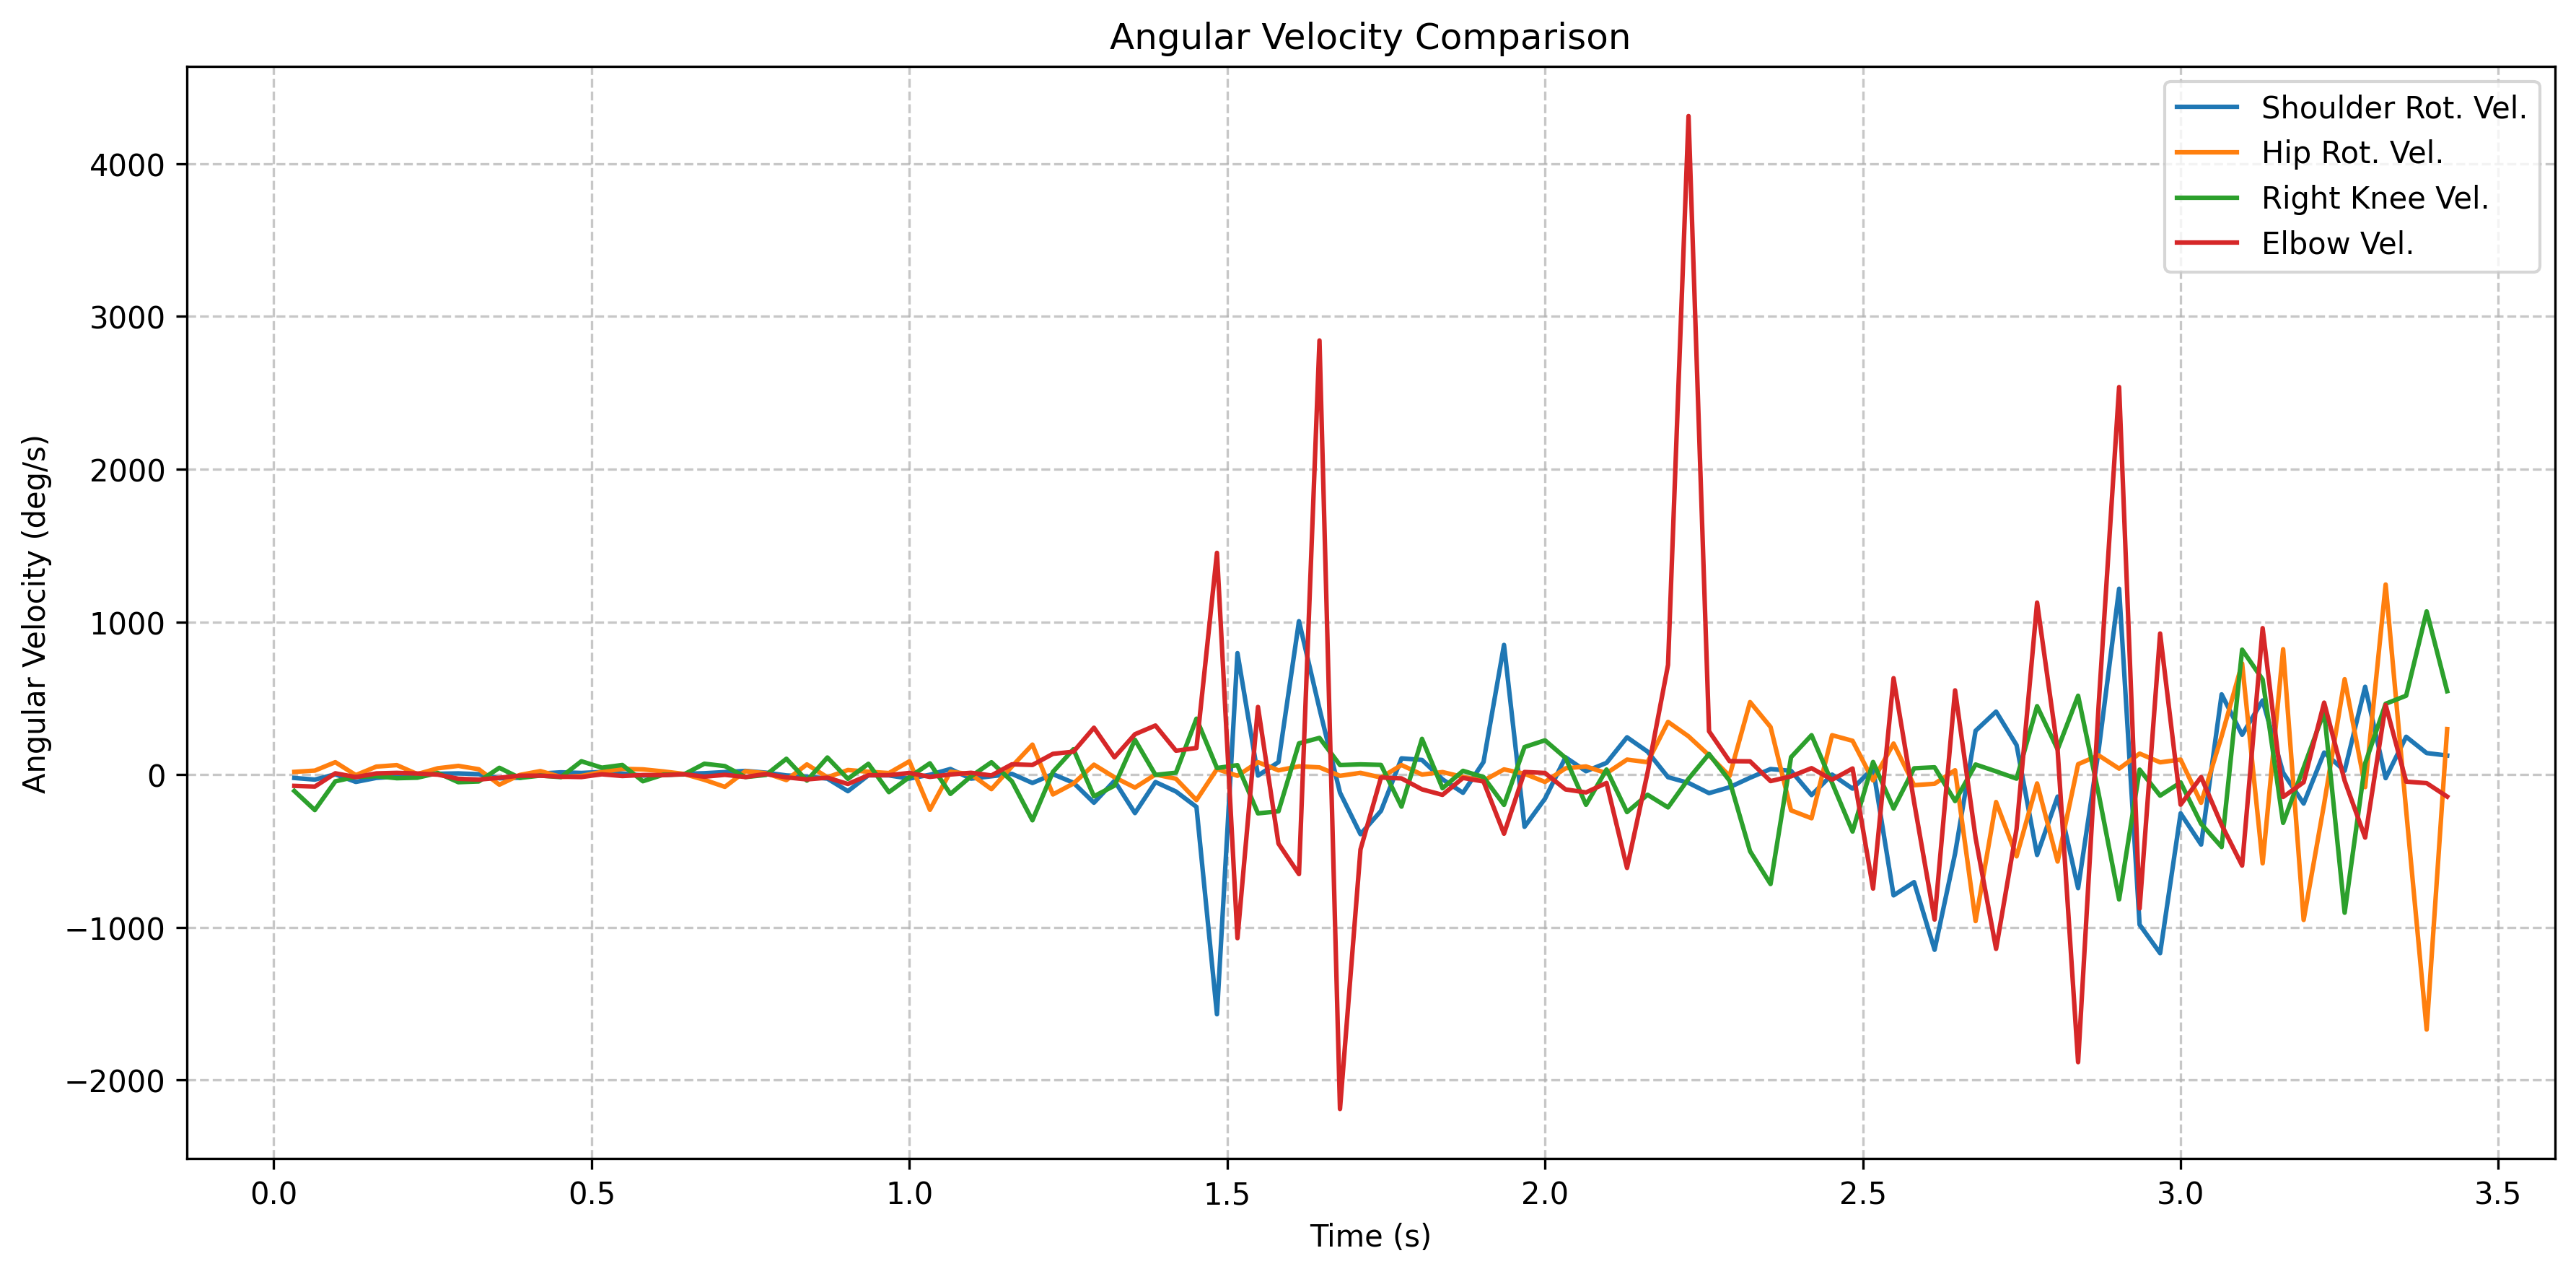 Angular Velocity Comparison
Shoulder Rot. Vel.
Hip Rot. Vel.
Right Knee Vel.
Elbow Vel.
Angular Velocity (deg/s)
4000
3000
2000
1000
0
−1000
−2000
0.0 0.5 1.0 1.5 2.0 2.5 3.0 3.5
Time (s)